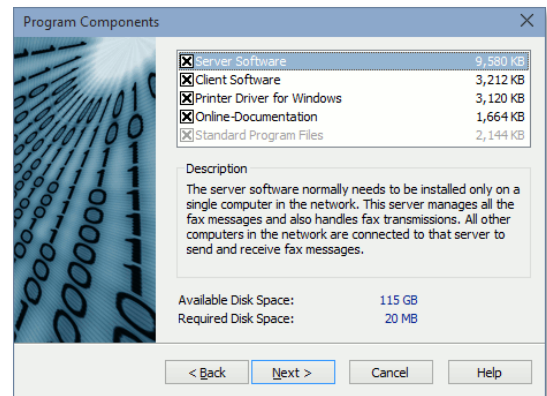 Program Components
Server Software 9,580 KB
Client Software 3,212 KB
Printer Driver for Windows 3,120 KB
Online-Documentation 1,664 KB
Standard Program Files 2,144 KB
Description
The server software normally needs to be installed only on a
single computer in the network. This server manages all the
fax messages and also handles fax transmissions. All other
computers in the network are connected to that server to
send and receive fax messages.
Available Disk Space: 115 GB
Required Disk Space: 20 MB
< Back Next > Cancel Help